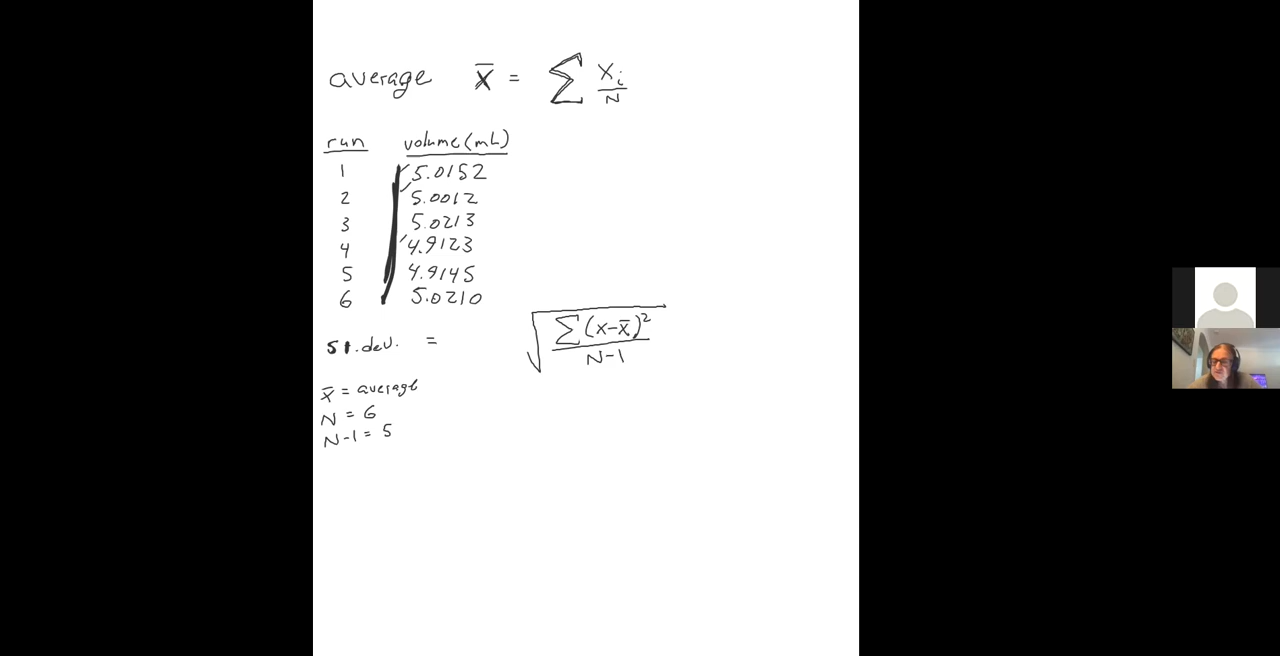 average x̄ = ∑ xᵢ/N
run volume (mL)
1 5.0152
2 5.0012
3 5.0213
4 4.9123
5 4.9145
6 5.0210
st.dev. = √(∑(x-x̄)²/N-1)
x̄ = average
N = 6
N-1 = 5